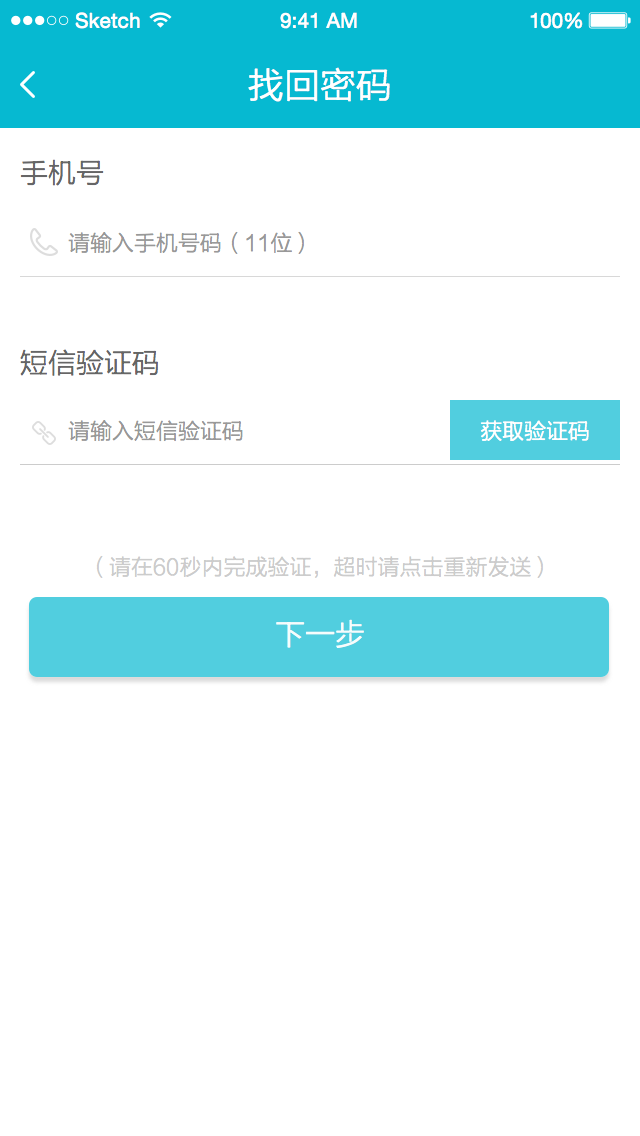 Sketch 9:41 AM 100%
找回密码
手机号
请输入手机号码（11位）
短信验证码
请输入短信验证码 获取验证码
（请在60秒内完成验证，超时请点击重新发送）
下一步